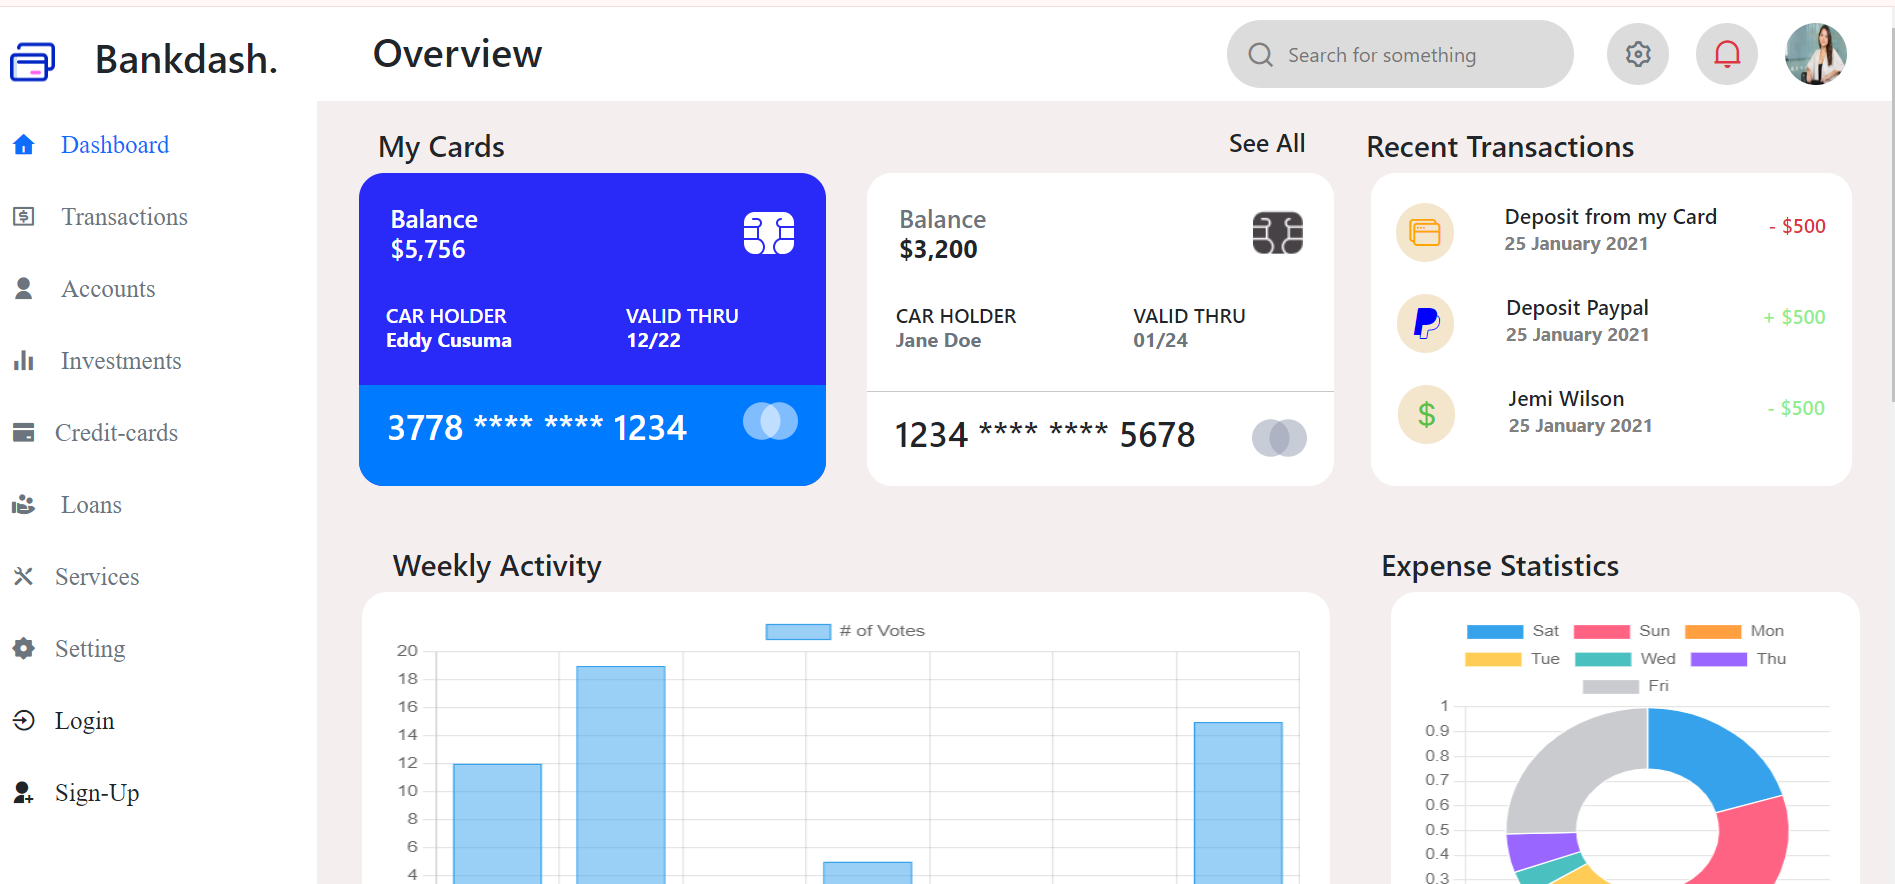 Bankdash.
Overview
Search for something
Dashboard
Transactions
Accounts
Investments
Credit-cards
Loans
Services
Setting
Login
Sign-Up
My Cards
See All
Balance
$5,756
CAR HOLDER
Eddy Cusuma
VALID THRU
12/22
3778 **** **** 1234
Balance
$3,200
CAR HOLDER
Jane Doe
VALID THRU
01/24
1234 **** **** 5678
Recent Transactions
Deposit from my Card
25 January 2021
- $500
Deposit Paypal
25 January 2021
+ $500
$
Jemi Wilson
25 January 2021
- $500
Weekly Activity
# of Votes
20
18
16
14
12
10
8
6
4
Expense Statistics
Sat Sun Mon
Tue Wed Thu
Fri
1
0.9
0.8
0.7
0.6
0.5
0.4
0.3